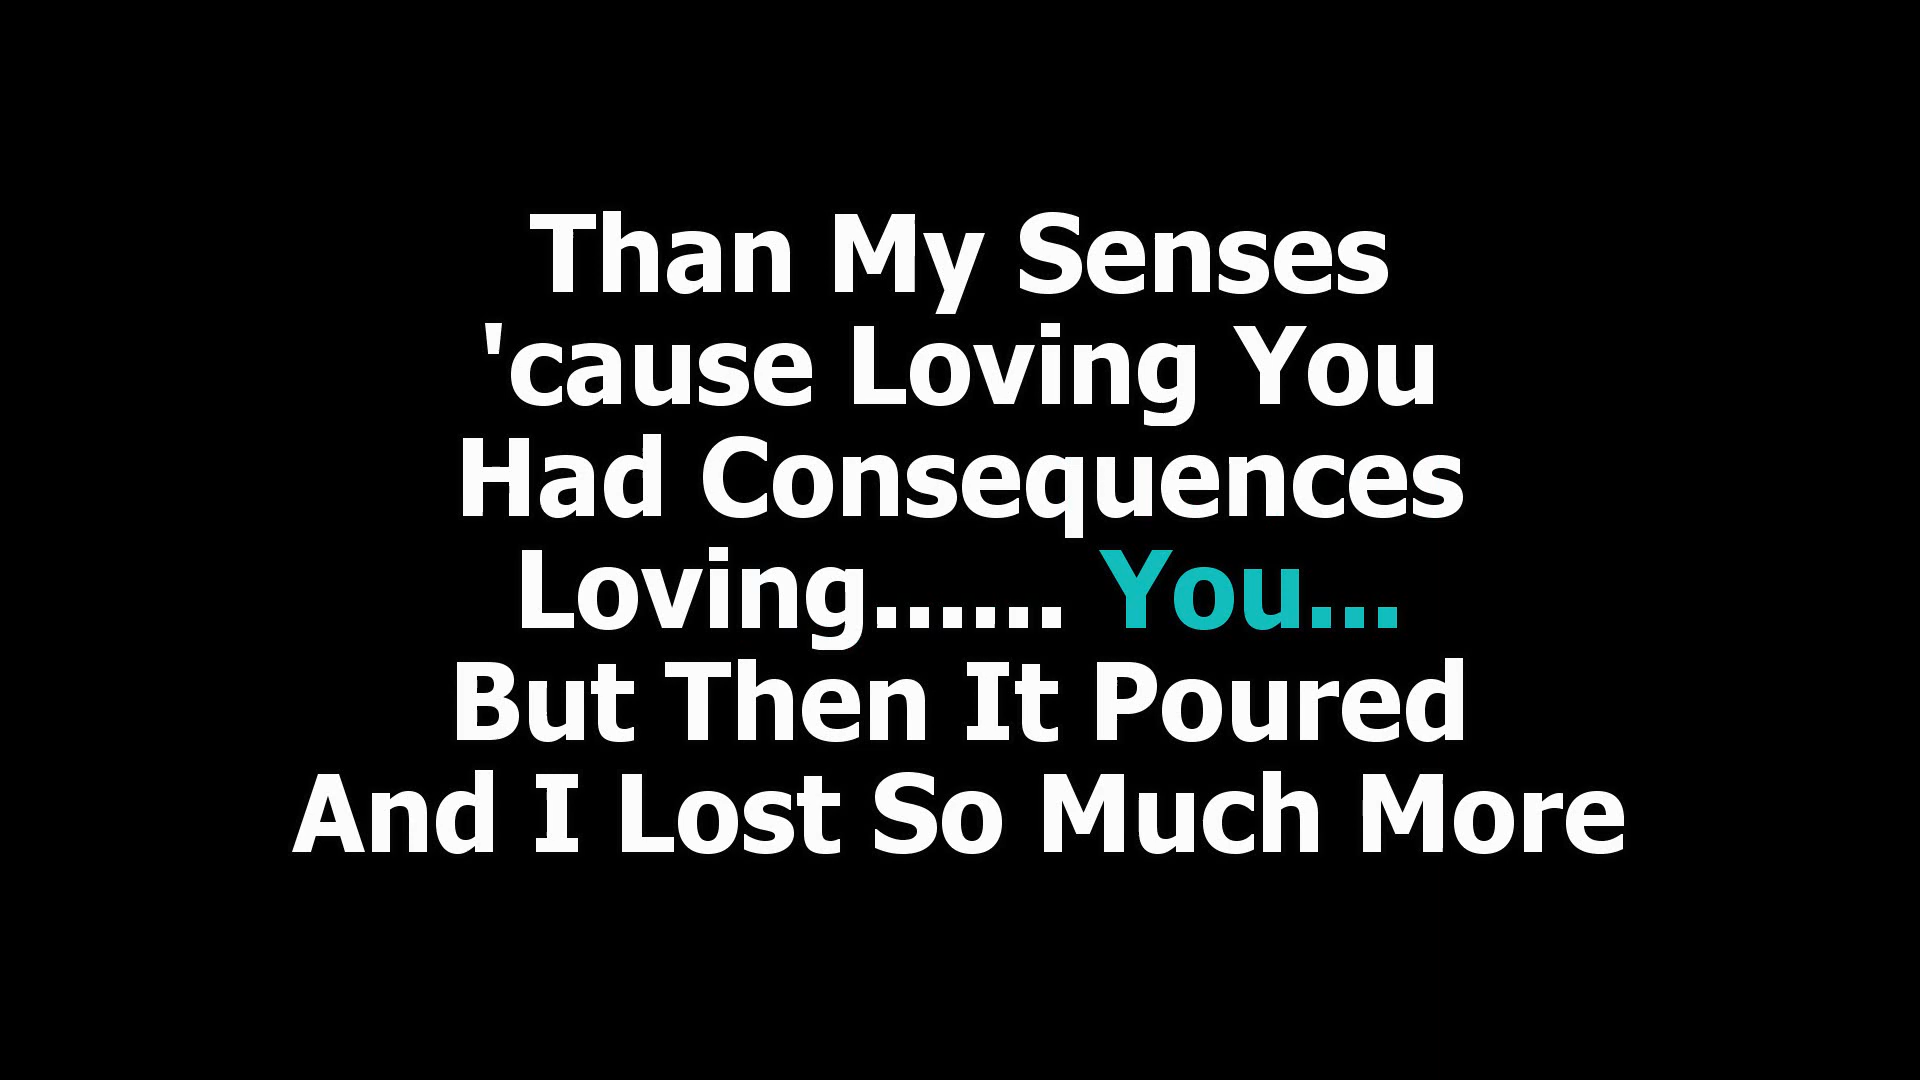 Than My Senses
'cause Loving You
Had Consequences
Loving...... You...
But Then It Poured
And I Lost So Much More